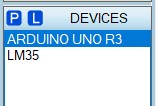 P L DEVICES
ARDUINO UNO R3
LM35